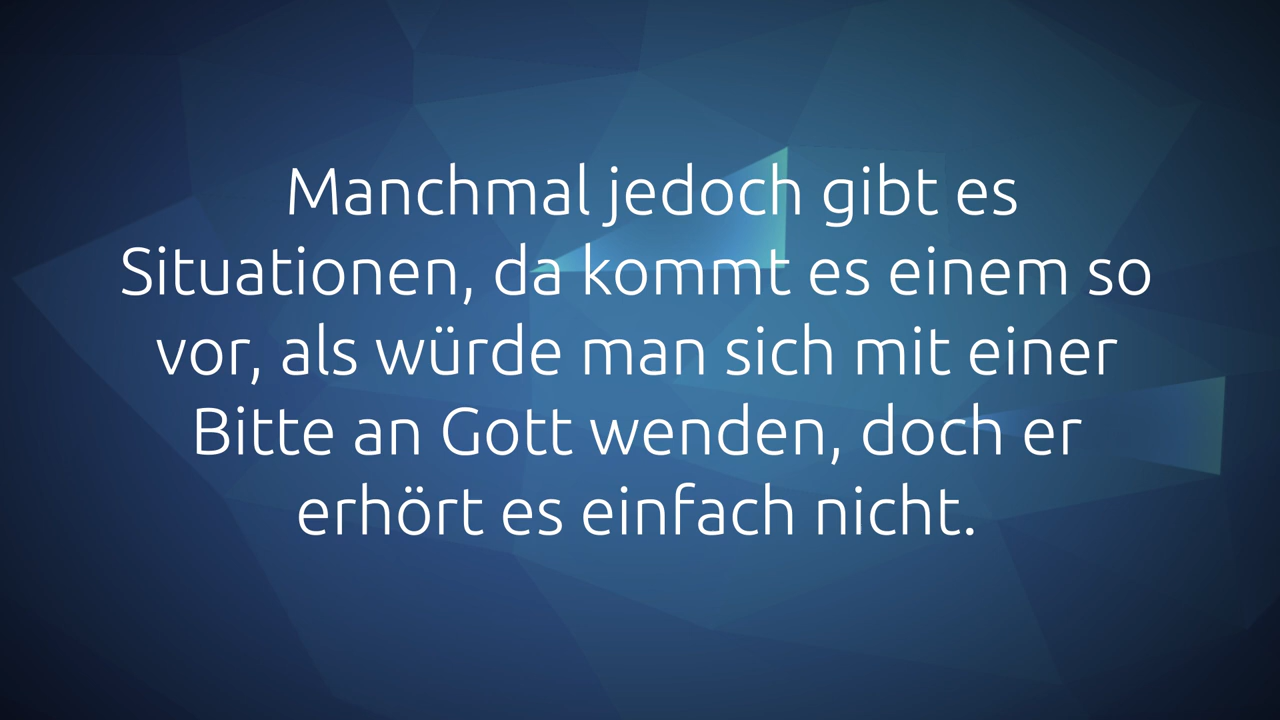 Manchmal jedoch gibt es
Situationen, da kommt es einem so
vor, als würde man sich mit einer
Bitte an Gott wenden, doch er
erhört es einfach nicht.